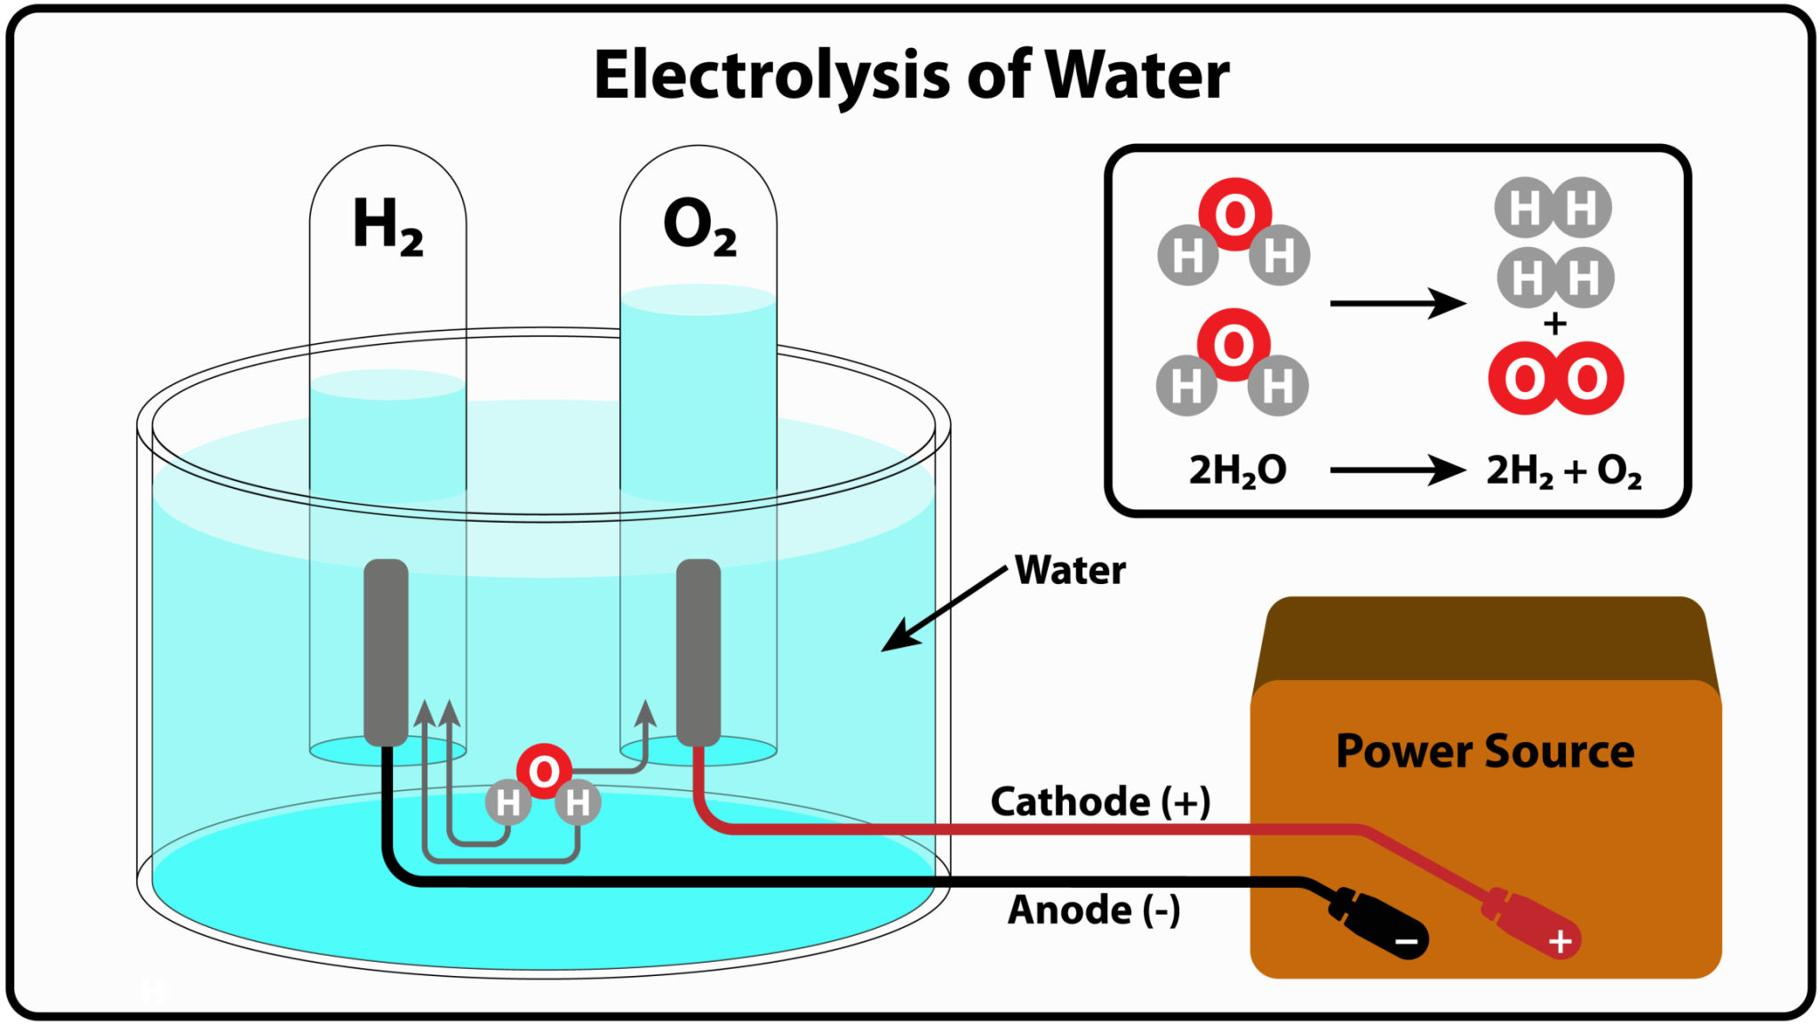 Electrolysis of Water
H₂
O₂
O
H H
H H
H H
+
O
H H
O O
2H₂O
2H₂ + O₂
Water
Power Source
O
H H
Cathode (+)
Anode (-)
− +
H